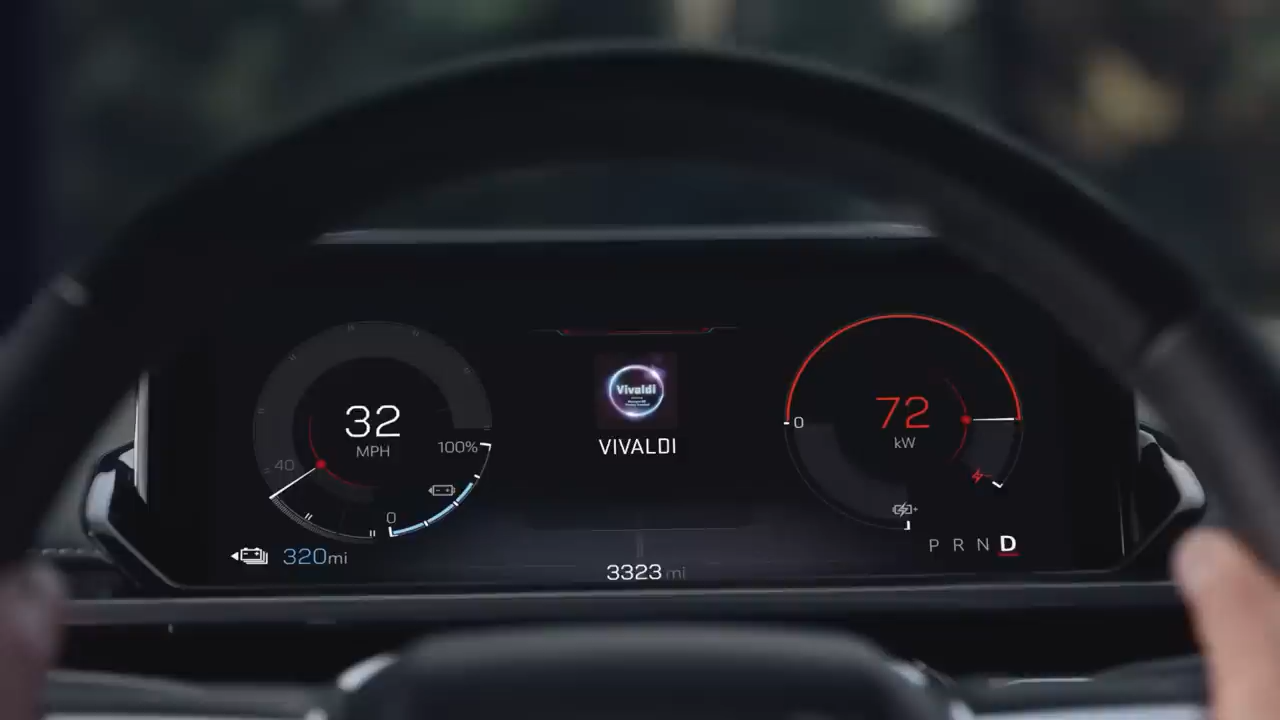 32
MPH
40
100%
0
320mi
Vivaldi
VIVALDI
3323 mi
0
72
kW
P R N D